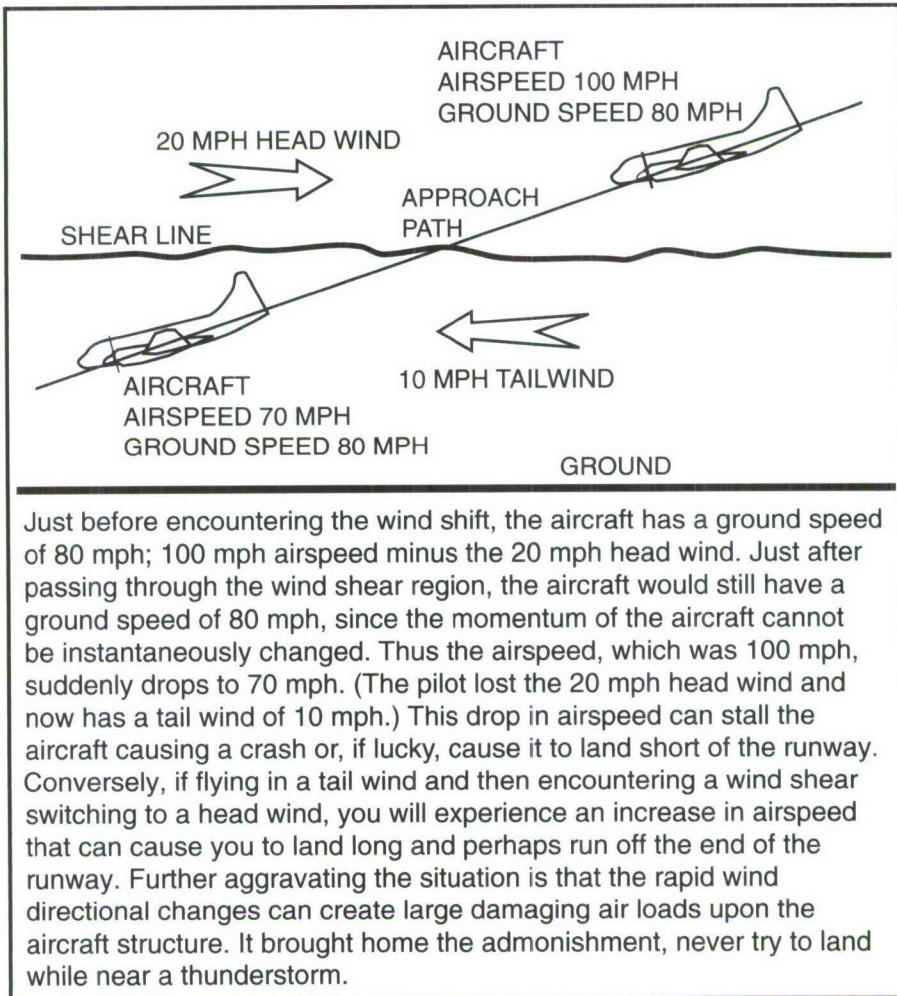 AIRCRAFT
AIRSPEED 100 MPH
GROUND SPEED 80 MPH
20 MPH HEAD WIND
APPROACH
PATH
SHEAR LINE
10 MPH TAILWIND
AIRCRAFT
AIRSPEED 70 MPH
GROUND SPEED 80 MPH
GROUND
Just before encountering the wind shift, the aircraft has a ground speed
of 80 mph; 100 mph airspeed minus the 20 mph head wind. Just after
passing through the wind shear region, the aircraft would still have a
ground speed of 80 mph, since the momentum of the aircraft cannot
be instantaneously changed. Thus the airspeed, which was 100 mph,
suddenly drops to 70 mph. (The pilot lost the 20 mph head wind and
now has a tail wind of 10 mph.) This drop in airspeed can stall the
aircraft causing a crash or, if lucky, cause it to land short of the runway.
Conversely, if flying in a tail wind and then encountering a wind shear
switching to a head wind, you will experience an increase in airspeed
that can cause you to land long and perhaps run off the end of the
runway. Further aggravating the situation is that the rapid wind
directional changes can create large damaging air loads upon the
aircraft structure. It brought home the admonishment, never try to land
while near a thunderstorm.